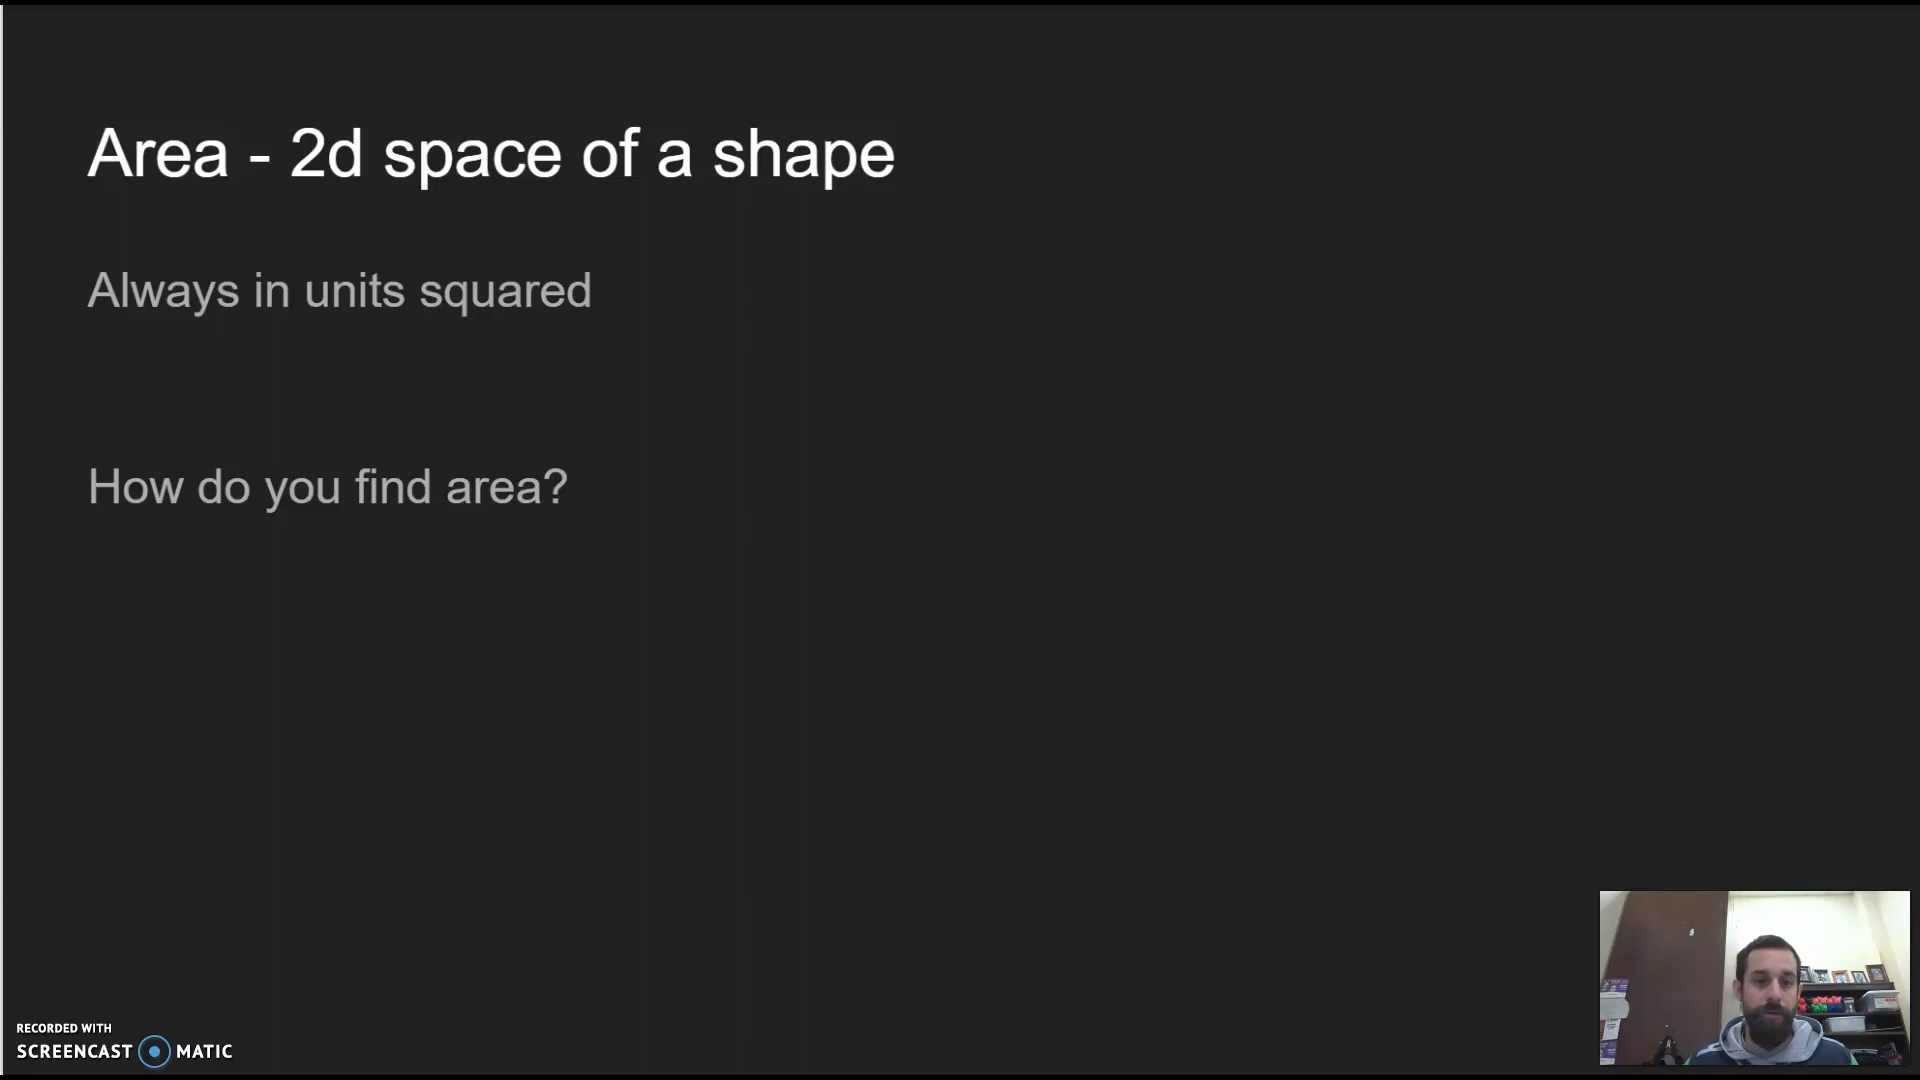 Area - 2d space of a shape
Always in units squared
How do you find area?
RECORDED WITH
SCREENCAST MATIC